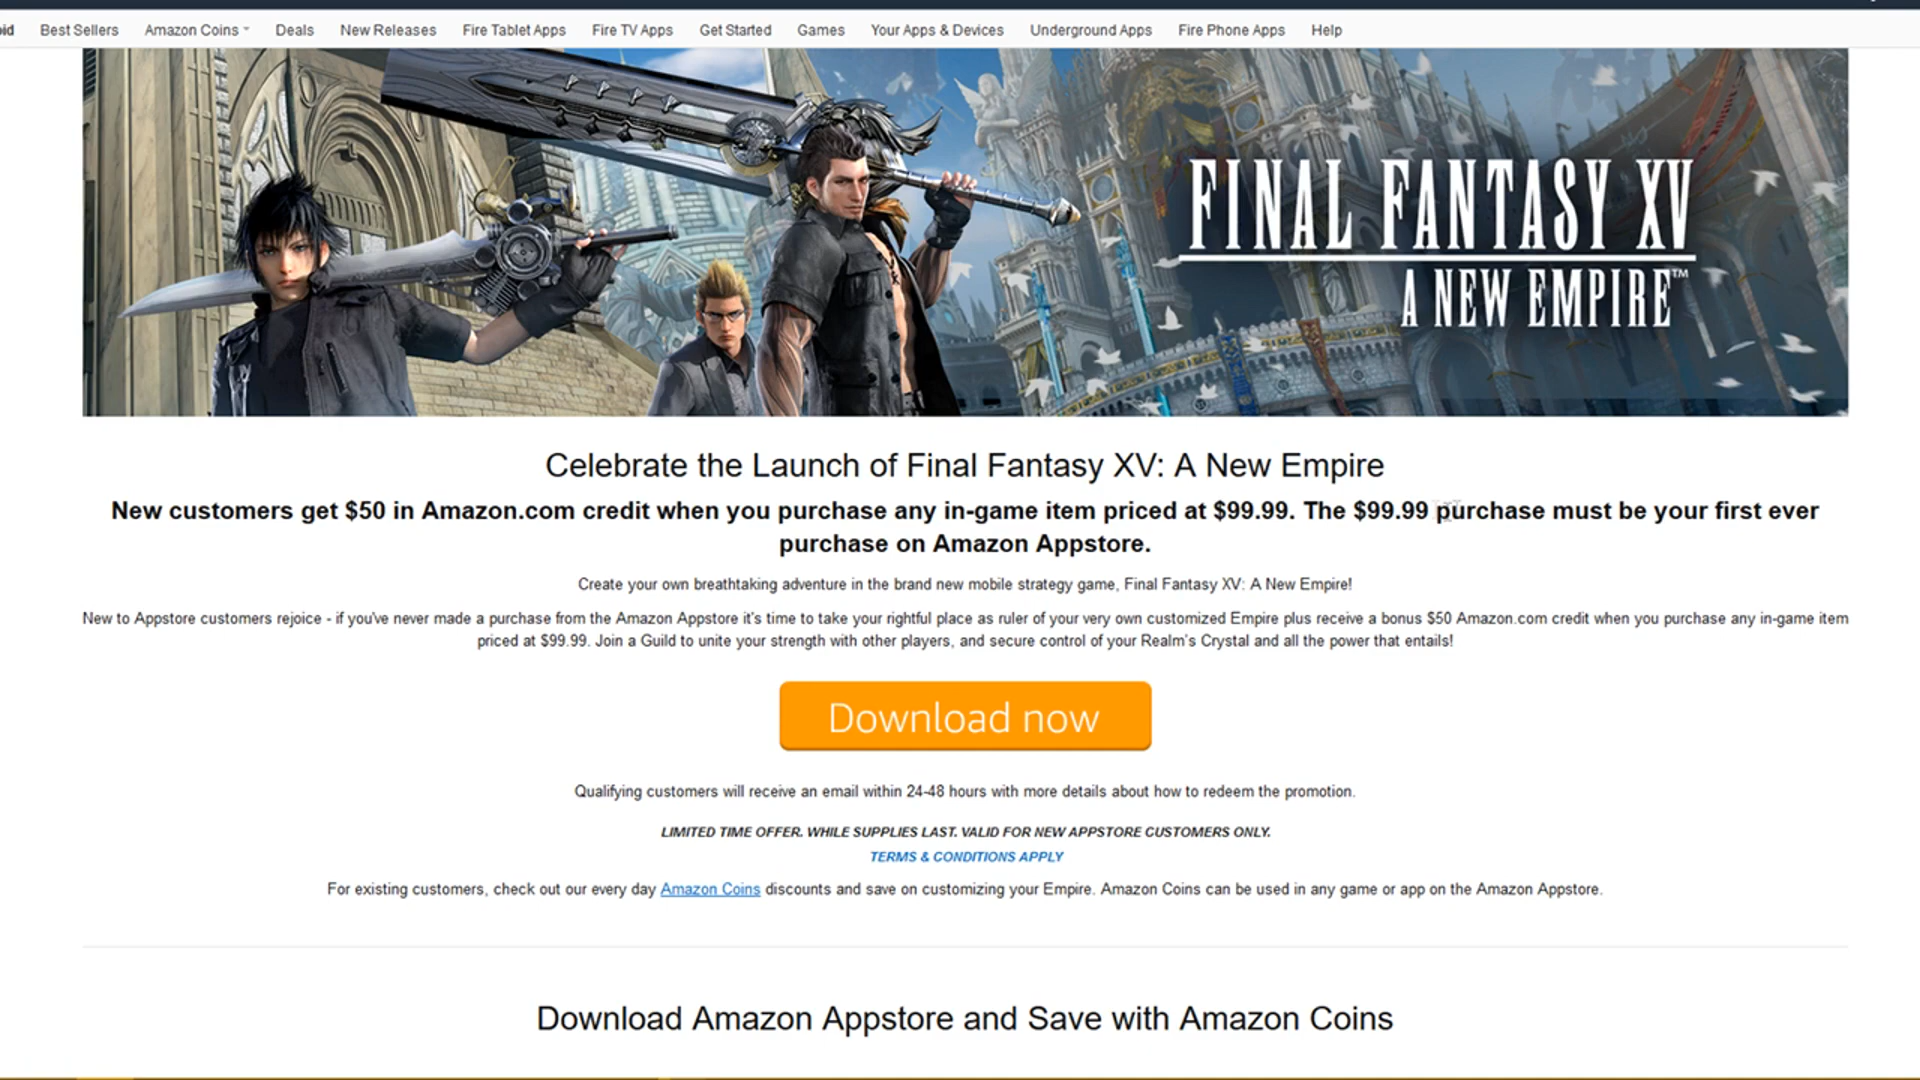 Best Sellers Amazon Coins Deals New Releases Fire Tablet Apps Fire TV Apps Get Started Games Your Apps & Devices Underground Apps Fire Phone Apps Help
FINAL FANTASY XV
A NEW EMPIRE™
Celebrate the Launch of Final Fantasy XV: A New Empire
New customers get $50 in Amazon.com credit when you purchase any in-game item priced at $99.99. The $99.99 purchase must be your first ever
purchase on Amazon Appstore.
Create your own breathtaking adventure in the brand new mobile strategy game, Final Fantasy XV: A New Empire!
New to Appstore customers rejoice - if you've never made a purchase from the Amazon Appstore it's time to take your rightful place as ruler of your very own customized Empire plus receive a bonus $50 Amazon.com credit when you purchase any in-game item
priced at $99.99. Join a Guild to unite your strength with other players, and secure control of your Realm's Crystal and all the power that entails!
Download now
Qualifying customers will receive an email within 24-48 hours with more details about how to redeem the promotion.
LIMITED TIME OFFER. WHILE SUPPLIES LAST. VALID FOR NEW APPSTORE CUSTOMERS ONLY.
TERMS & CONDITIONS APPLY
For existing customers, check out our every day Amazon Coins discounts and save on customizing your Empire. Amazon Coins can be used in any game or app on the Amazon Appstore.
Download Amazon Appstore and Save with Amazon Coins